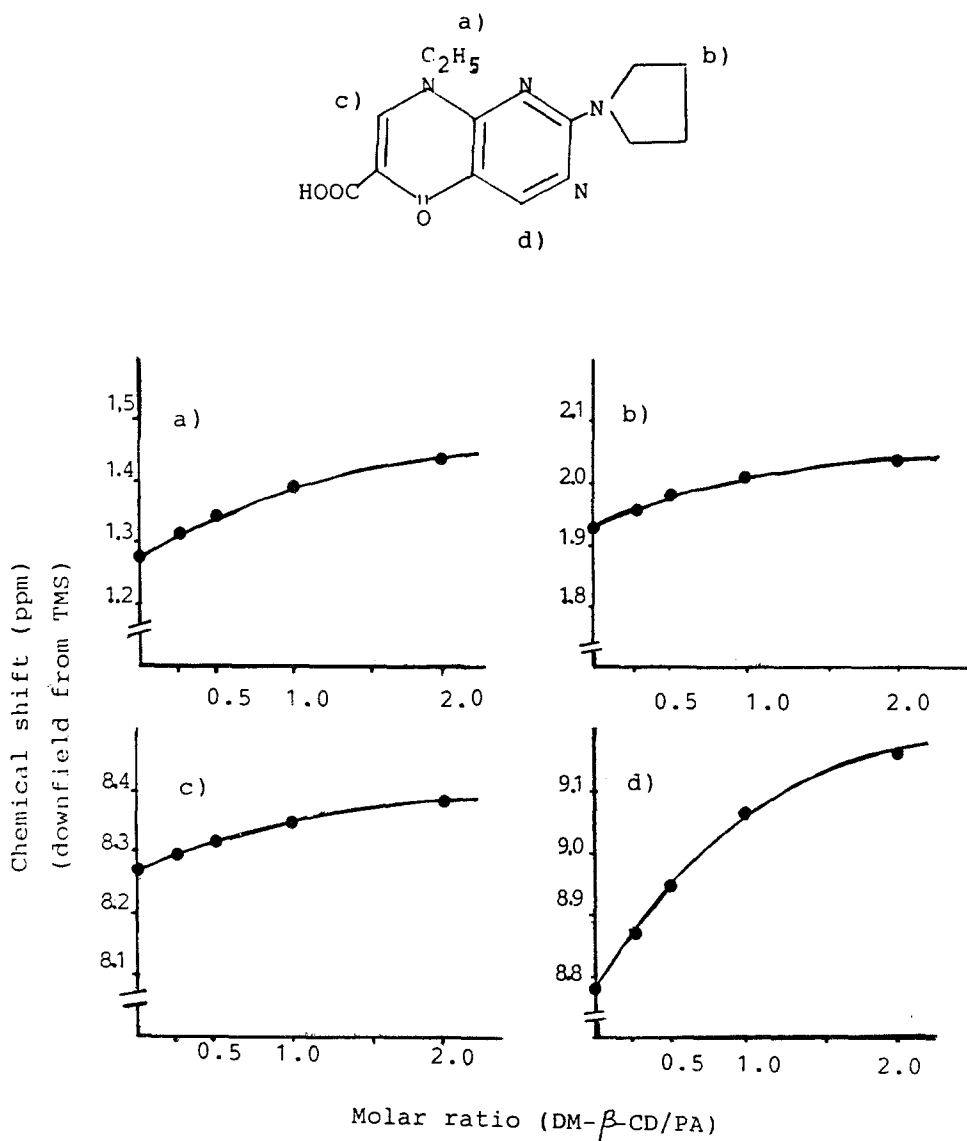 a)
C2H5
b)
N
N
N
c)
HOOC
N
O
d)
1.5
1.4
1.3
1.2
a)
0.5 1.0 2.0
2.1
2.0
1.9
1.8
b)
0.5 1.0 2.0
Chemical shift (ppm)
(downfield from TMS)
8.4
8.3
8.2
8.1
c)
0.5 1.0 2.0
9.1
9.0
8.9
8.8
d)
0.5 1.0 2.0
Molar ratio (DM-β-CD/PA)